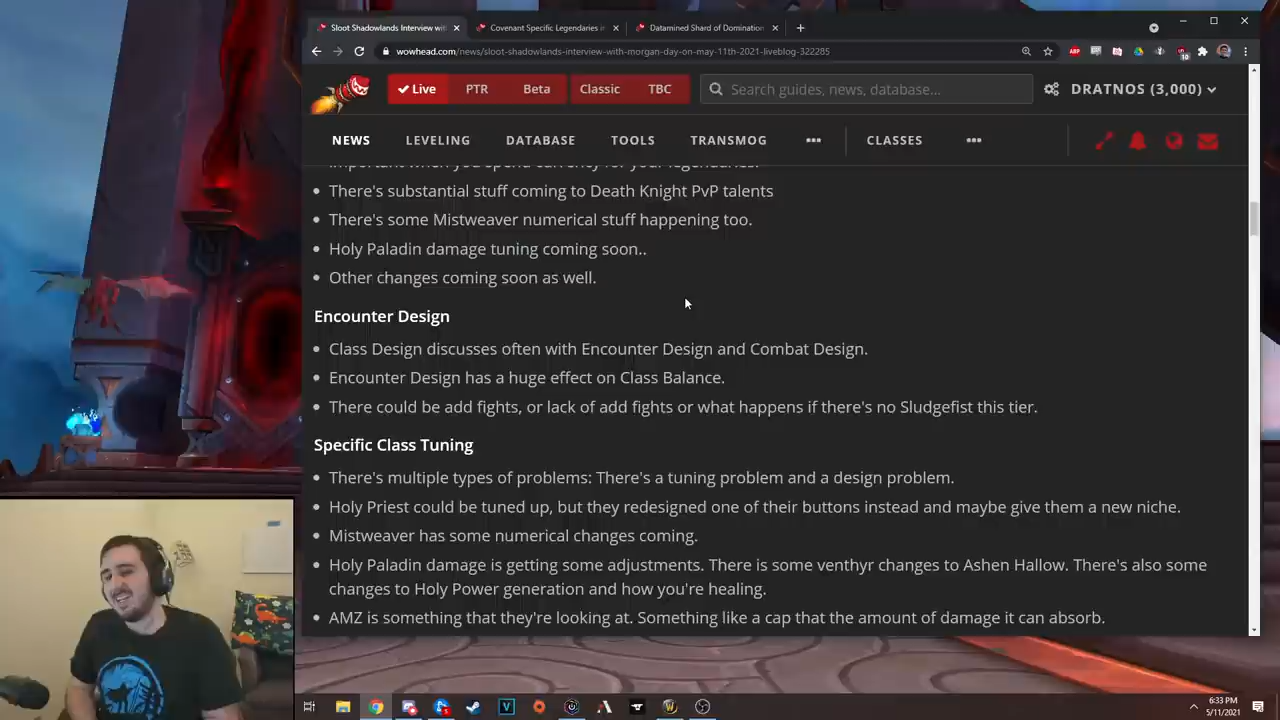 Sloot Shadowlands Interview with
Covenant Specific Legendaries i
Datamined Shard of Domination
wowhead.com/news/sloot-shadowlands-interview-with-morgan-day-on-may-11th-2021-liveblog-322285
Live PTR Beta Classic TBC Search guides, news, database... DRATNOS (3,000)
NEWS LEVELING DATABASE TOOLS TRANSMOG ••• CLASSES •••
important when you spend currency for your legendaries.
There's substantial stuff coming to Death Knight PvP talents
There's some Mistweaver numerical stuff happening too.
Holy Paladin damage tuning coming soon..
Other changes coming soon as well.
Encounter Design
Class Design discusses often with Encounter Design and Combat Design.
Encounter Design has a huge effect on Class Balance.
There could be add fights, or lack of add fights or what happens if there's no Sludgefist this tier.
Specific Class Tuning
There's multiple types of problems: There's a tuning problem and a design problem.
Holy Priest could be tuned up, but they redesigned one of their buttons instead and maybe give them a new niche.
Mistweaver has some numerical changes coming.
Holy Paladin damage is getting some adjustments. There is some venthyr changes to Ashen Hallow. There's also some
changes to Holy Power generation and how you're healing.
AMZ is something that they're looking at. Something like a cap that the amount of damage it can absorb.
6:33 PM
5/11/2021